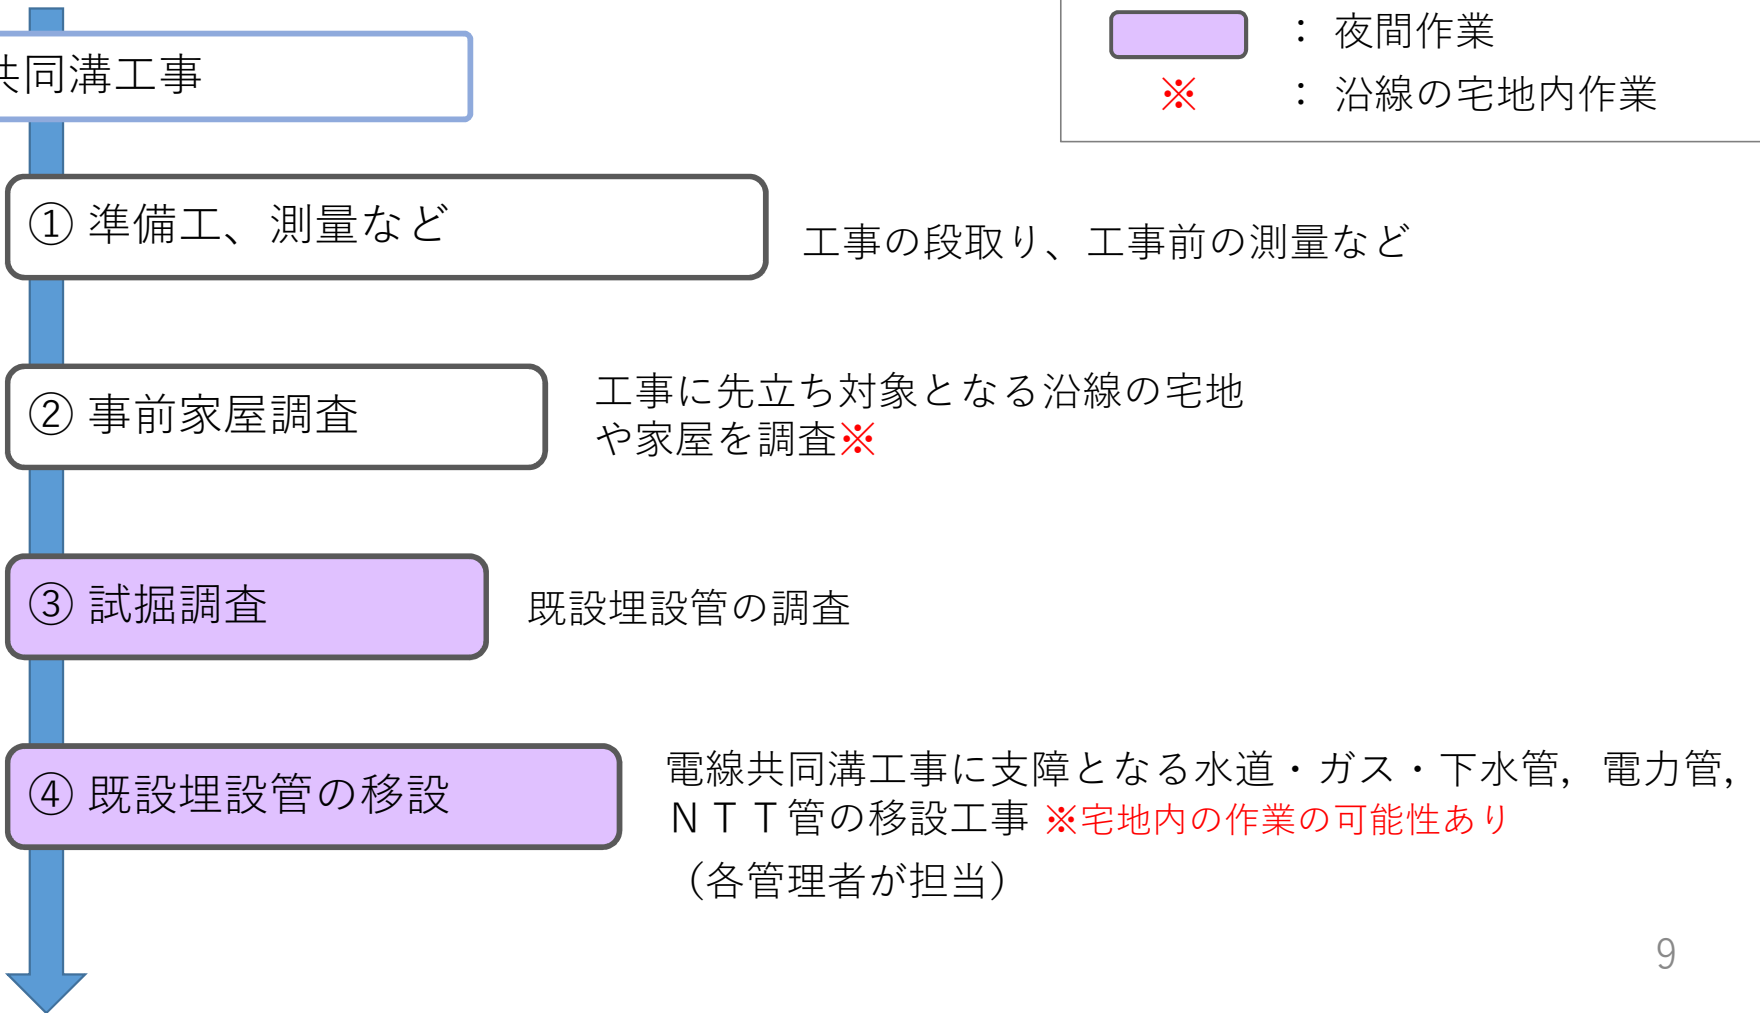 ：夜間作業
共同溝工事
※ ：沿線の宅地内作業
① 準備工、測量など
工事の段取り、工事前の測量など
② 事前家屋調査
工事に先立ち対象となる沿線の宅地
や家屋を調査※
③ 試掘調査
既設埋設管の調査
④ 既設埋設管の移設
電線共同溝工事に支障となる水道・ガス・下水管，電力管，
ＮＴＴ管の移設工事 ※宅地内の作業の可能性あり
（各管理者が担当）
9